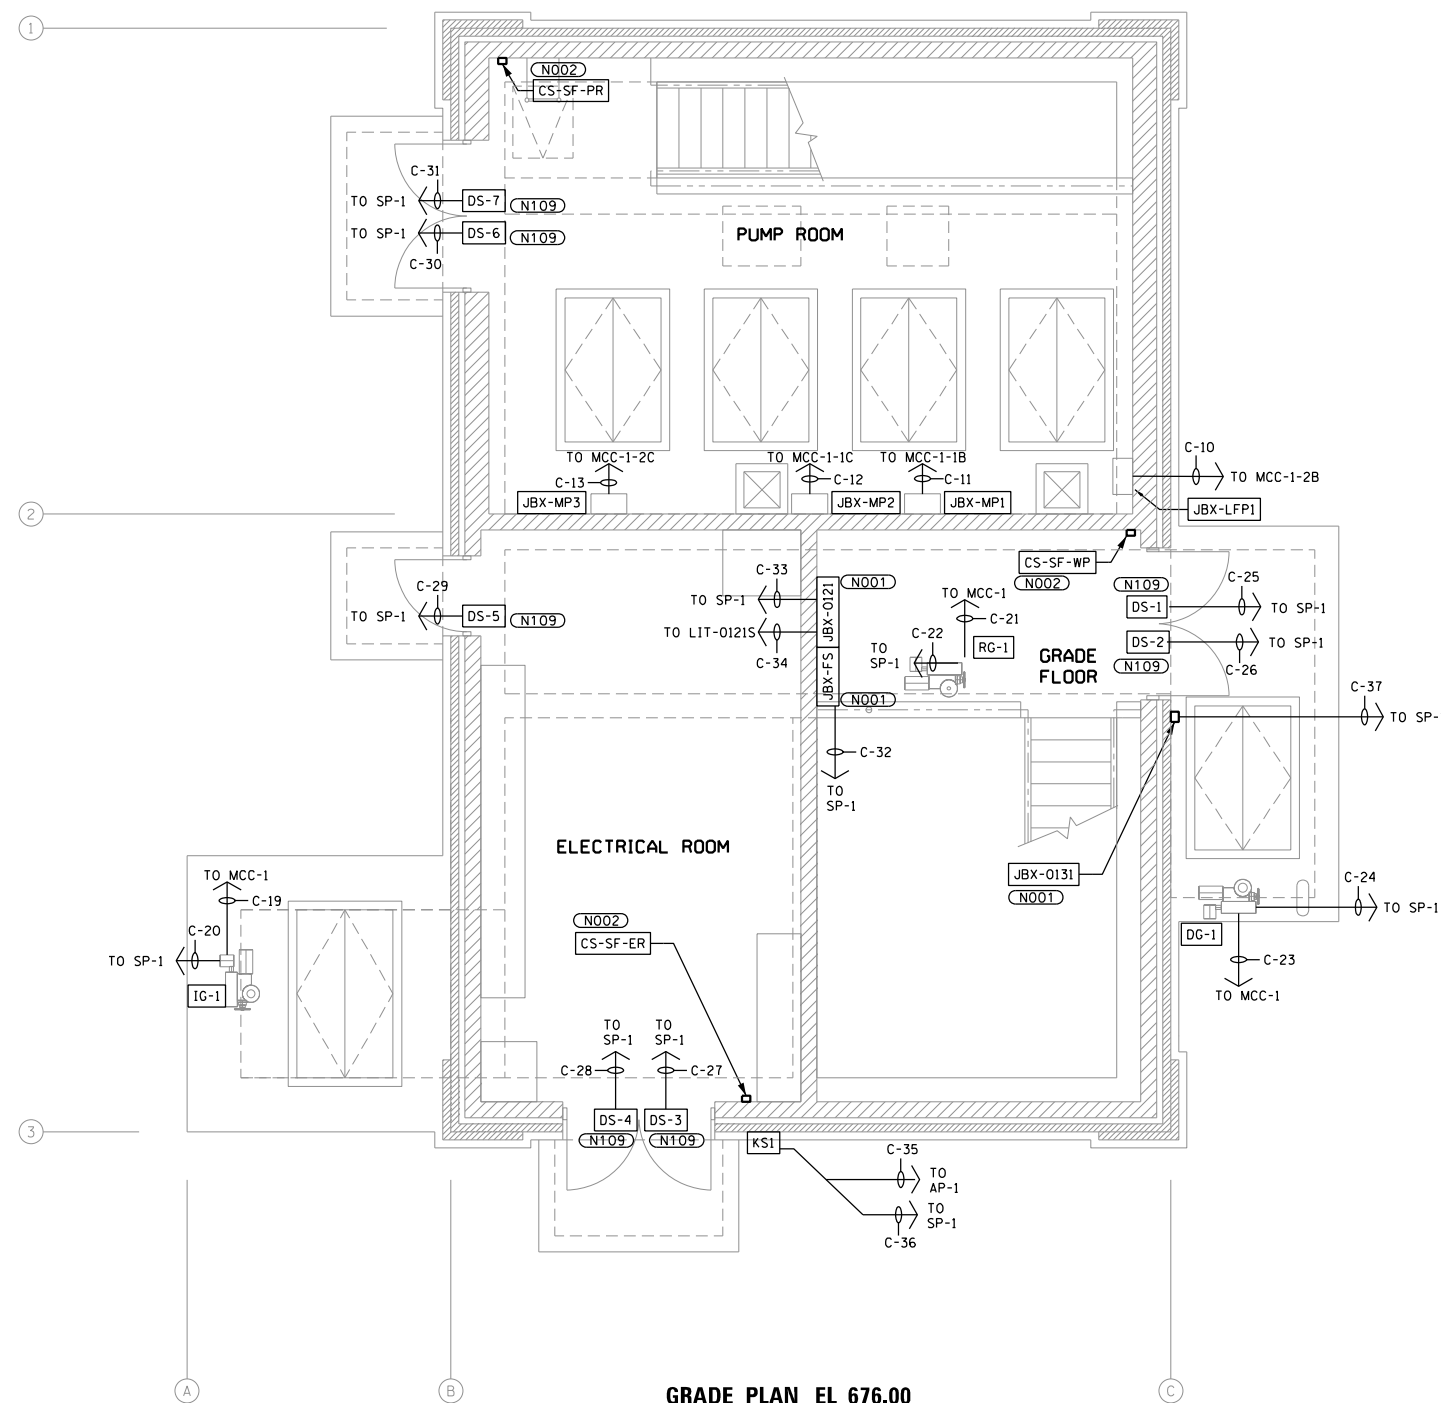 1
N002
CS-SF-PR
C-31
TO SP-1
DS-7
N109
PUMP ROOM
TO SP-1
DS-6
N109
C-30
TO MCC-1-2C
TO MCC-1-1C
TO MCC-1-1B
C-10
C-13
C-12
C-11
TO MCC-1-2B
JBX-MP3
JBX-MP2
JBX-MP1
JBX-LFP1
2
CS-SF-WP
N002
C-29
TO SP-1
DS-5
N109
C-33
TO SP-1
TO LIT-0121S
C-34
N001
JBX-0121
JBX-FS
N001
TO MCC-1
C-21
RG-1
C-22
TO
SP-1
GRADE
FLOOR
N109
C-25
DS-1
TO SP-1
DS-2
TO SP-1
N109
C-26
C-37
TO SP-
C-32
TO
SP-1
ELECTRICAL ROOM
JBX-0131
N001
TO MCC-1
C-19
C-20
TO SP-1
IG-1
N002
CS-SF-ER
C-24
TO SP-1
DG-1
C-23
TO MCC-1
TO
SP-1
TO
SP-1
C-28
C-27
DS-4
DS-3
N109
N109
3
KS1
C-35
TO
AP-1
TO
SP-1
C-36
A
B
C
GRADE PLAN EL 676.00